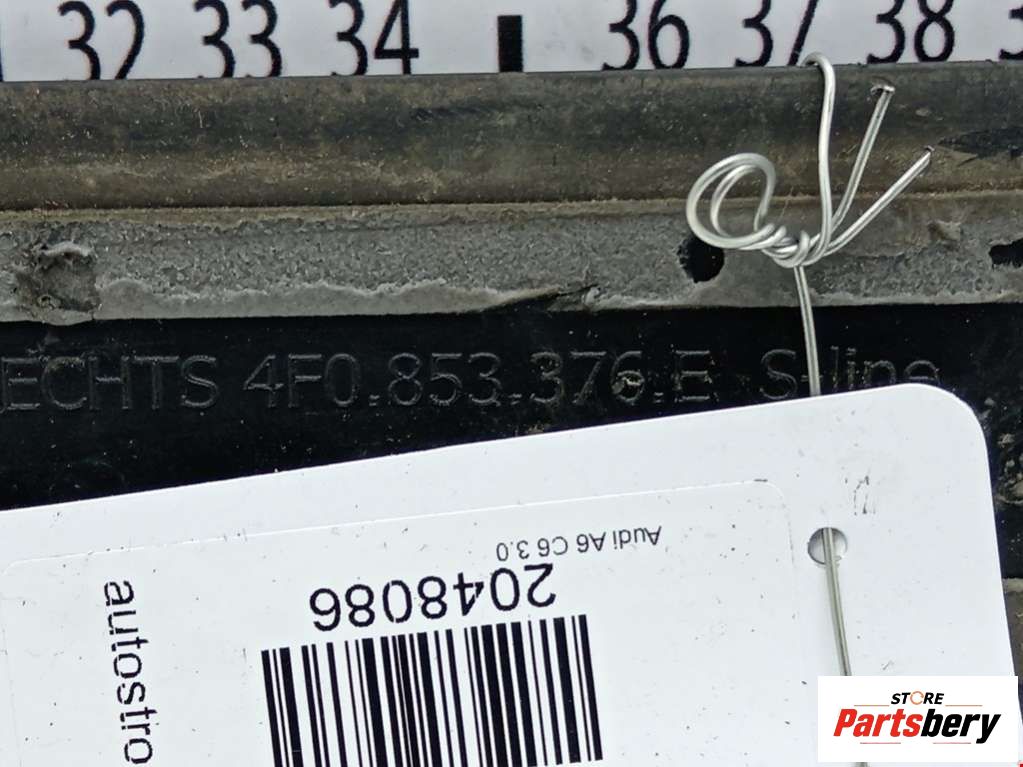 32 33 34 36 37 38 3
ECHTS 4F0.853.376.E S-line
Audi A6 C6 3.0
2048086
autostro
STORE
Partsbery